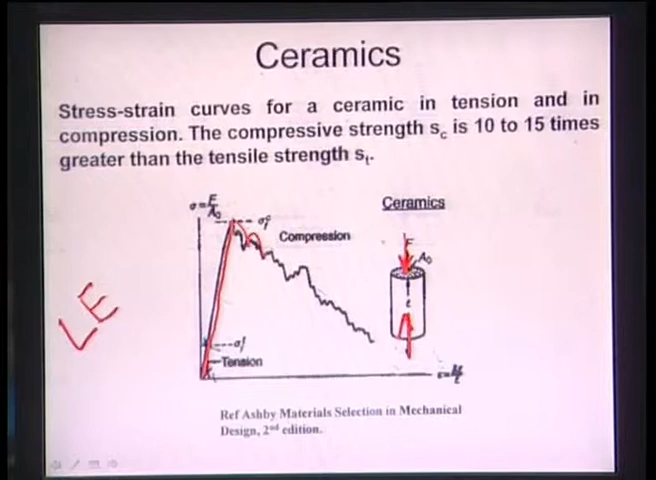 Ceramics
Stress-strain curves for a ceramic in tension and in
compression. The compressive strength sc is 10 to 15 times
greater than the tensile strength st.
Ceramics
σ=F/A₀
Compression
A₀
F
LE
Tension
Ref Ashby Materials Selection in Mechanical
Design, 2nd edition.